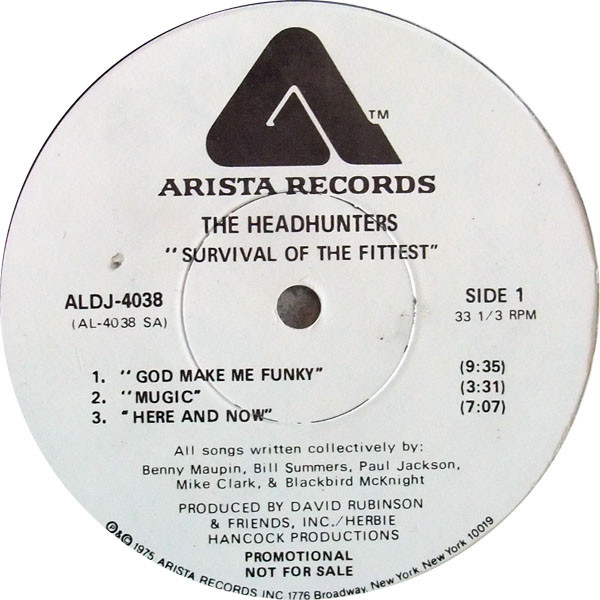 TM
ARISTA RECORDS
THE HEADHUNTERS
"SURVIVAL OF THE FITTEST"
ALDJ-4038
(AL-4038 SA)
SIDE 1
33 1/3 RPM
1. "GOD MAKE ME FUNKY" (9:35)
2. "MUGIC" (3:31)
3. "HERE AND NOW" (7:07)
All songs written collectively by:
Benny Maupin, Bill Summers, Paul Jackson,
Mike Clark, & Blackbird McKnight
PRODUCED BY DAVID RUBINSON
& FRIENDS, INC./HERBIE
HANCOCK PRODUCTIONS
PROMOTIONAL
NOT FOR SALE
℗&© 1975 ARISTA RECORDS INC 1776 Broadway, New York, New York 10019